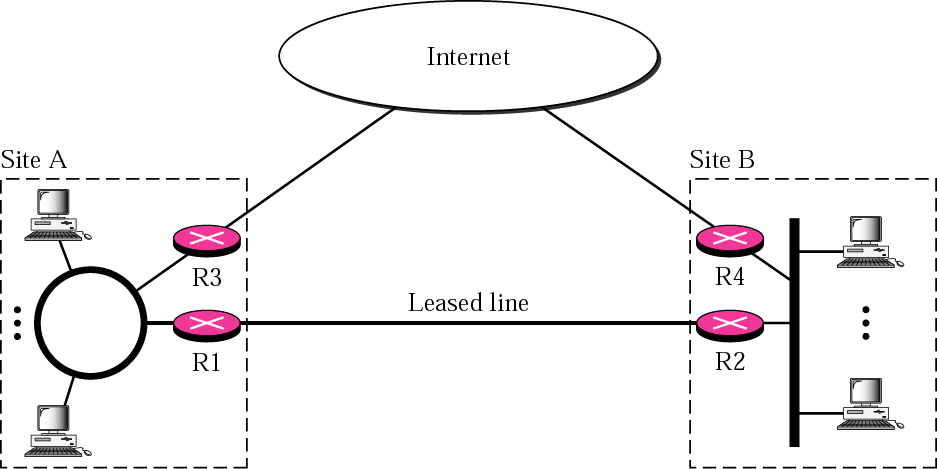 Internet
Site A
Site B
R3
R4
Leased line
R1
R2